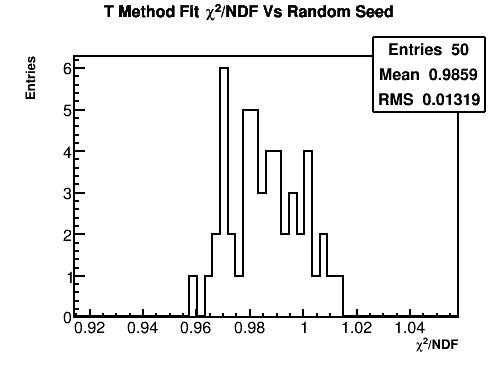 T Method Fit χ²/NDF Vs Random Seed
Entries 50
Mean 0.9859
RMS 0.01319
Entries
6
5
4
3
2
1
0
0.92 0.94 0.96 0.98 1 1.02 1.04
χ²/NDF